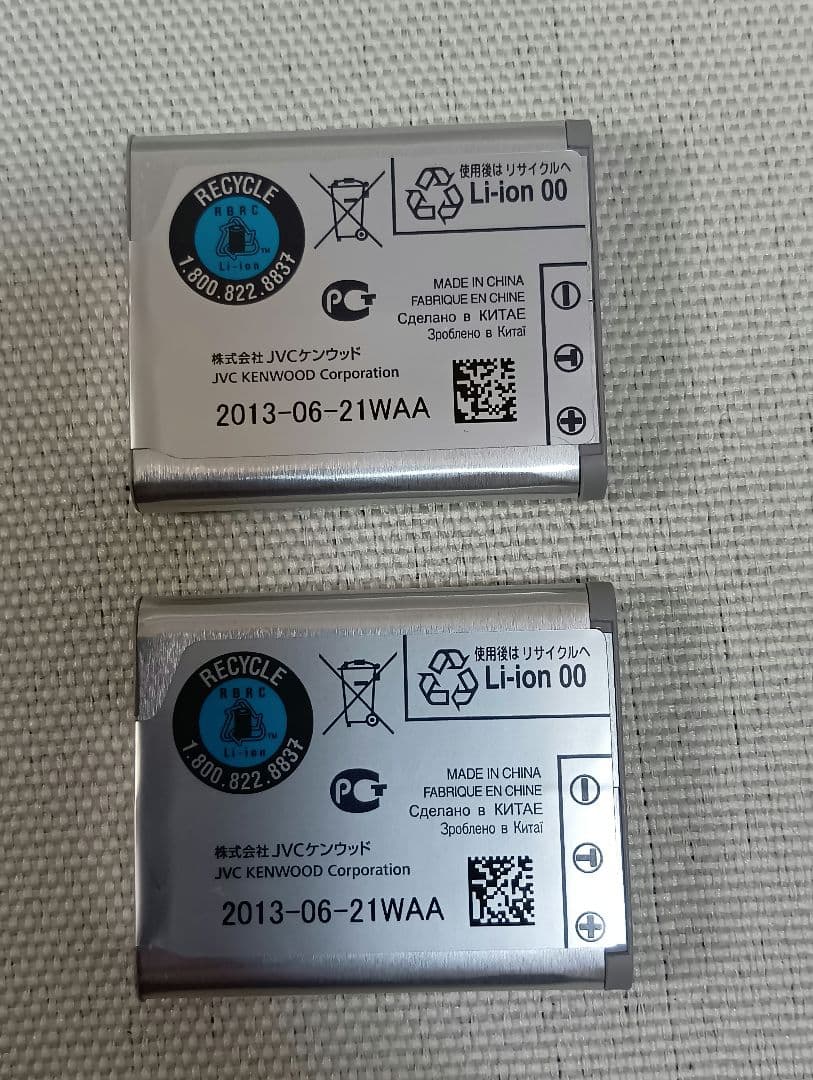 RECYCLE
RBRC
TM
Li-ion
1.800.822.8837
使用後はリサイクルへ
Li-ion 00
PCT
MADE IN CHINA
FABRIQUE EN CHINE
Сделано в КИТАЕ
Зроблено в Китаї
T
株式会社JVCケンウッド
JVC KENWOOD Corporation
2013-06-21WAA
RECYCLE
RBRC
TM
Li-ion
1.800.822.8837
使用後はリサイクルへ
Li-ion 00
PCT
MADE IN CHINA
FABRIQUE EN CHINE
Сделано в КИТАЕ
Зроблено в Китаї
T
株式会社JVCケンウッド
JVC KENWOOD Corporation
2013-06-21WAA